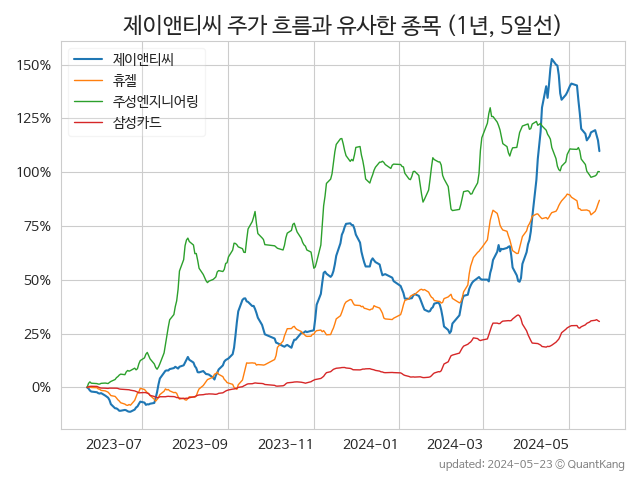 제이앤티씨 주가 흐름과 유사한 종목 (1년, 5일선)
제이앤티씨
휴젤
주성엔지니어링
삼성카드
150%
125%
100%
75%
50%
25%
0%
2023-07 2023-09 2023-11 2024-01 2024-03 2024-05
updated: 2024-05-23 © QuantKang